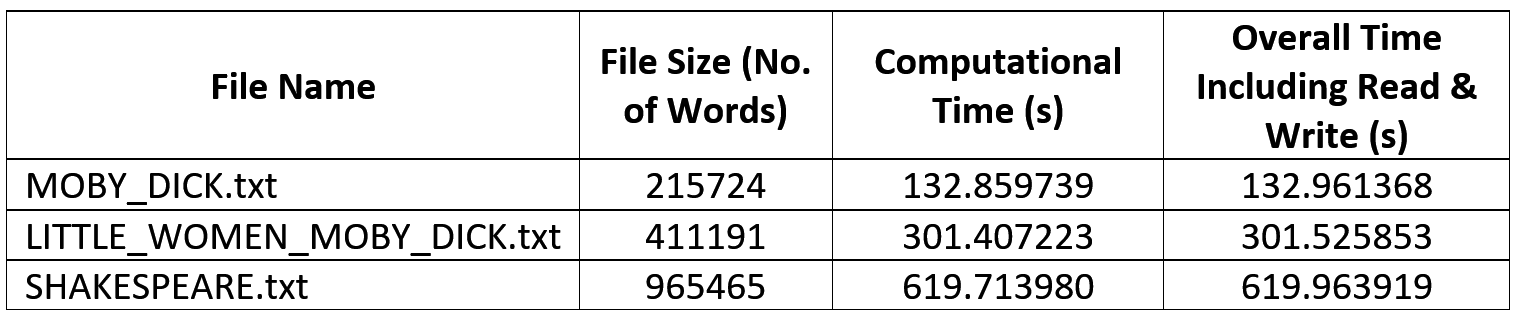 File Name
File Size (No.
of Words)
Computational
Time (s)
Overall Time
Including Read &
Write (s)
MOBY_DICK.txt 215724 132.859739 132.961368
LITTLE_WOMEN_MOBY_DICK.txt 411191 301.407223 301.525853
SHAKESPEARE.txt 965465 619.713980 619.963919